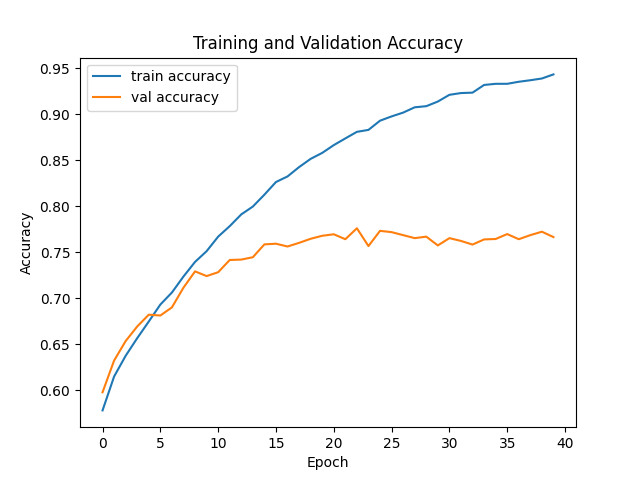 Training and Validation Accuracy
train accuracy
val accuracy
0.95
0.90
0.85
0.80
0.75
0.70
0.65
0.60
Accuracy
0 5 10 15 20 25 30 35 40
Epoch